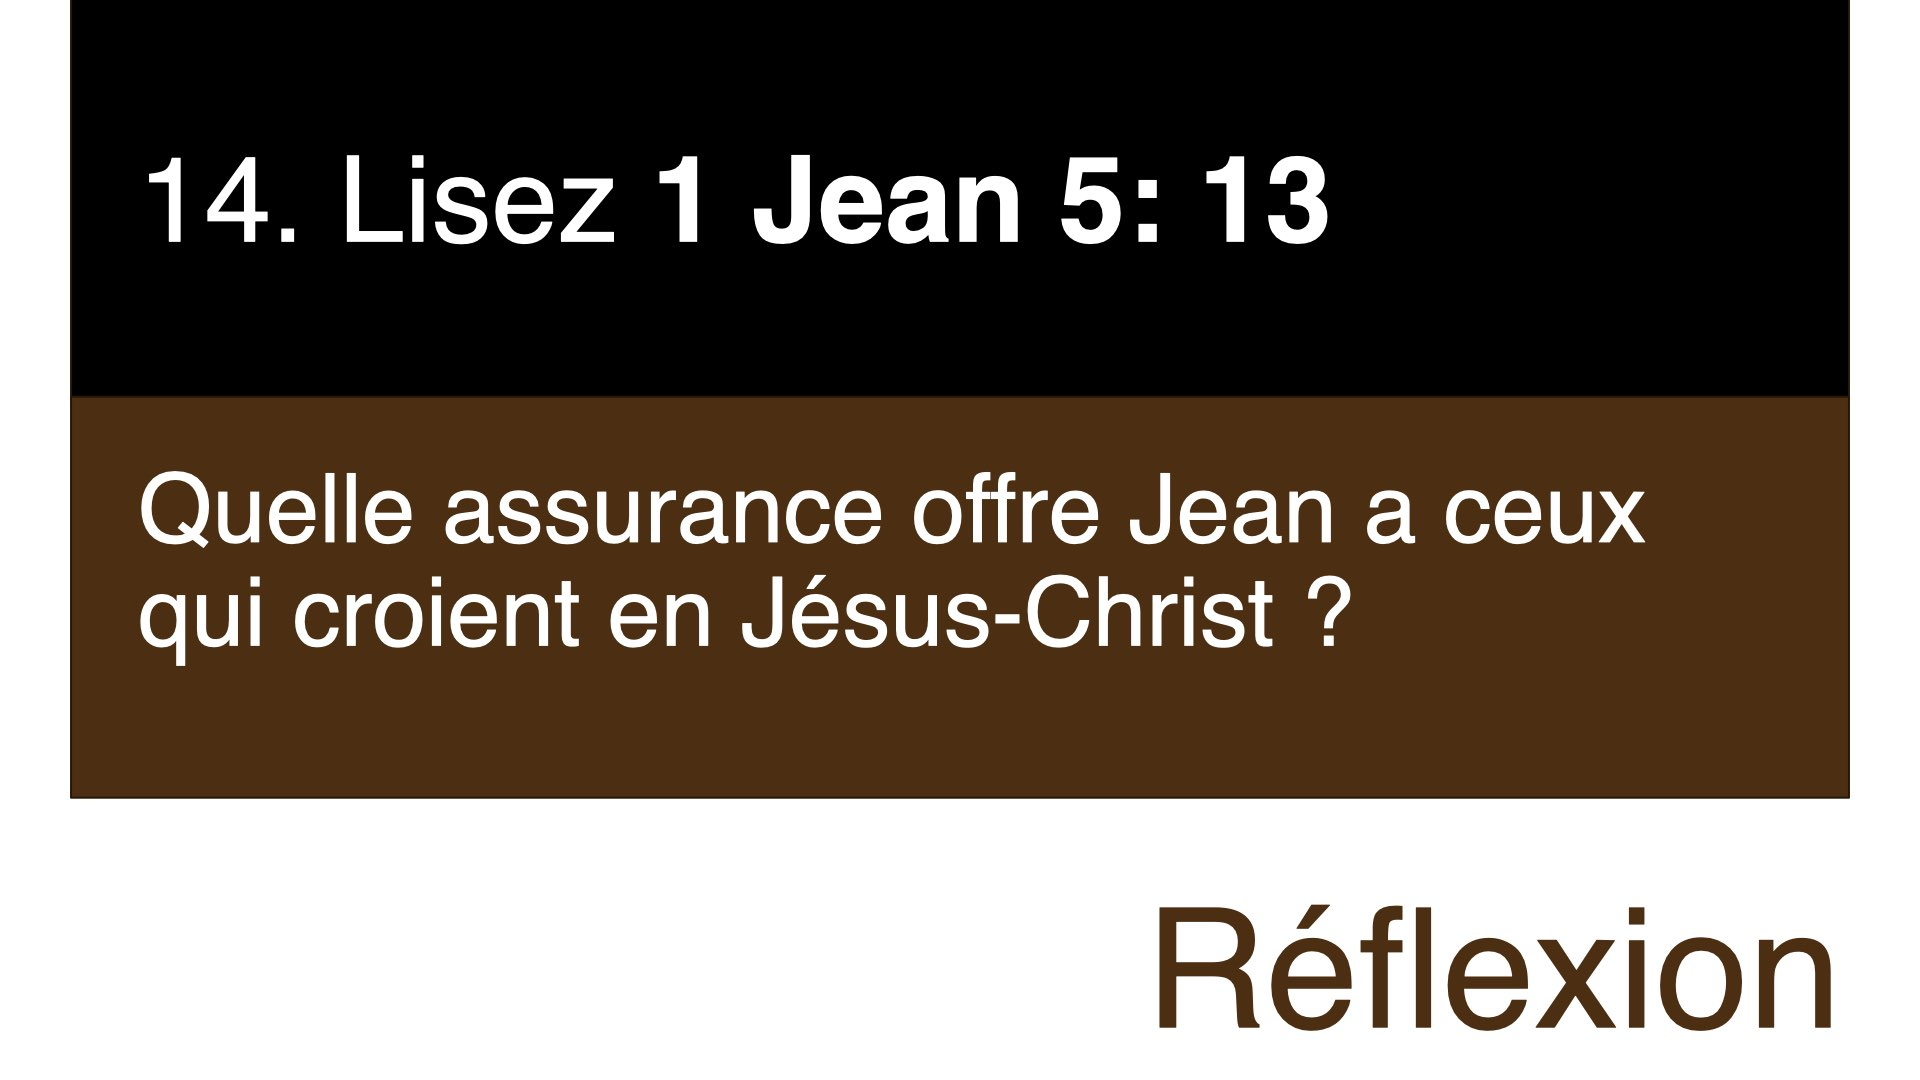 14. Lisez 1 Jean 5: 13
Quelle assurance offre Jean a ceux
qui croient en Jésus-Christ ?
Réflexion